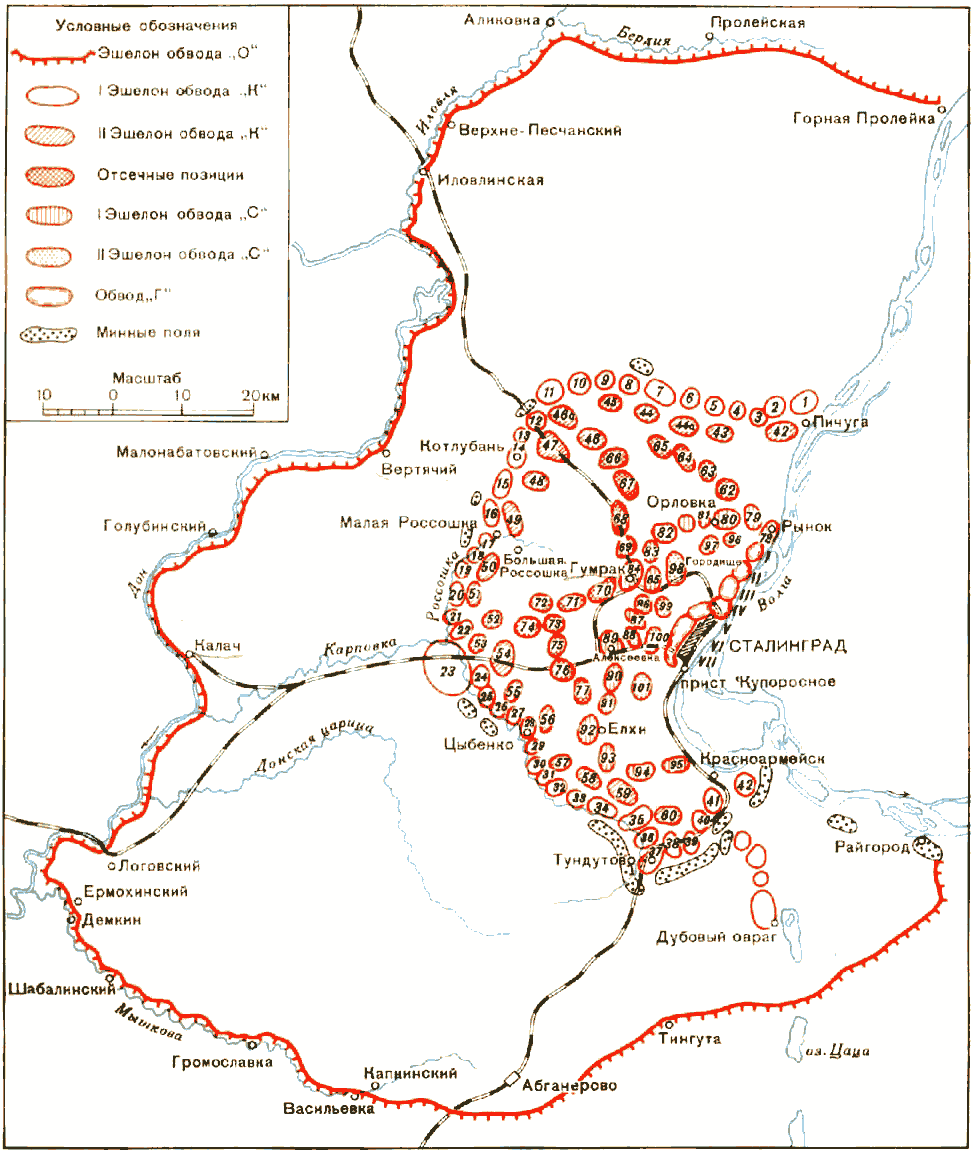 Условные обозначения
Эшелон обвода „О“
I Эшелон обвода „К“
II Эшелон обвода „К“
Отсечные позиции
I Эшелон обвода „С“
II Эшелон обвода „С“
Обвод „Г“
Минные поля
Масштаб
10 0 10 20 км
Аликовка
Пролейская
Бердия
Горная Пролейка
Иловля
Верхне-Песчанский
Иловлинская
11 10 9 8 7 6 5 4 3 2 1
45 44 44а 43 42
Пичуга
12 46а 46
13
14
Котлубань
47
65 64 63 62
66
67
Малонабатовский
Вертячий
15 48
Орловка
Голубинский
Малая Россошка
16 49
68
82 81 80 79
Рынок
78
17
18
69 83 97 96
Городище
Большая Россошка
Гумрак
84 85 98
19 50
Россошка
Дон
Волга
20 51
70
72 71
86 99
87
II
III
IV
VI
VII
21
22 52
74 73
88 89 100
Алексеевка
СТАЛИНГРАД
53 54 75
Калач
Карповка
23
76
прист Купоросное
24 55 77 90 101
25 26 27
91
28 56
92
Елхи
Цыбенко
Донская царица
29
30 57
31 58 93 94 95
Красноармейск
32 59 42
33 34 35 60 41
36 40
37 38 39
Райгород
Тундутово
Логовский
Ермохинский
Демкин
Дубовый овраг
Шабалинский
Мышкова
Громославка
Тингута
оз. Цаца
Капкинский
Абганерово
Васильевка